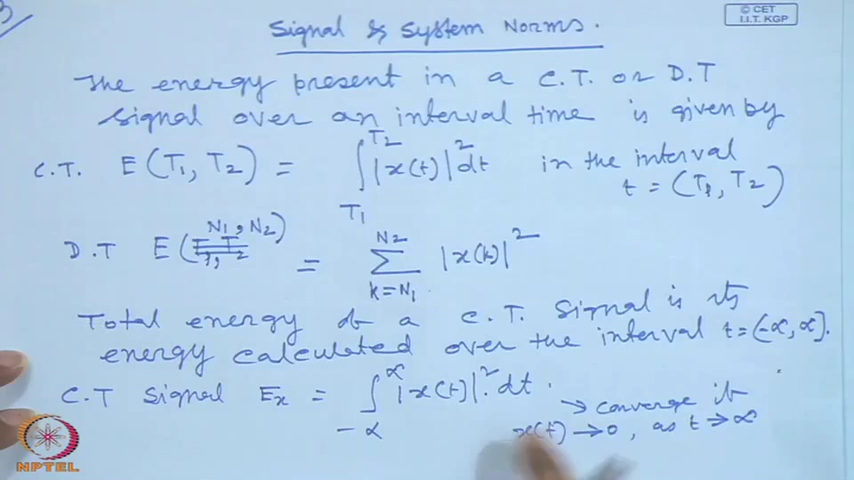 © CET
I.I.T. KGP
Signal & System Norms.
The energy present in a C.T. or D.T
signal over an interval time is given by
C.T. E(T1, T2) = ∫_{T1}^{T2} |x(t)|^2 dt in the interval
t = (T1, T2)
D.T E(N1, N2) = Σ_{k=N1}^{N2} |x(k)|^2
Total energy of a C.T. Signal is its
energy calculated over the interval t = (-∝, ∝].
C.T Signal Ex = ∫_{-∝}^{∝} |x(t)|^2. dt.
→ converge if
x(t) → 0, as t → ∞
NPTEL